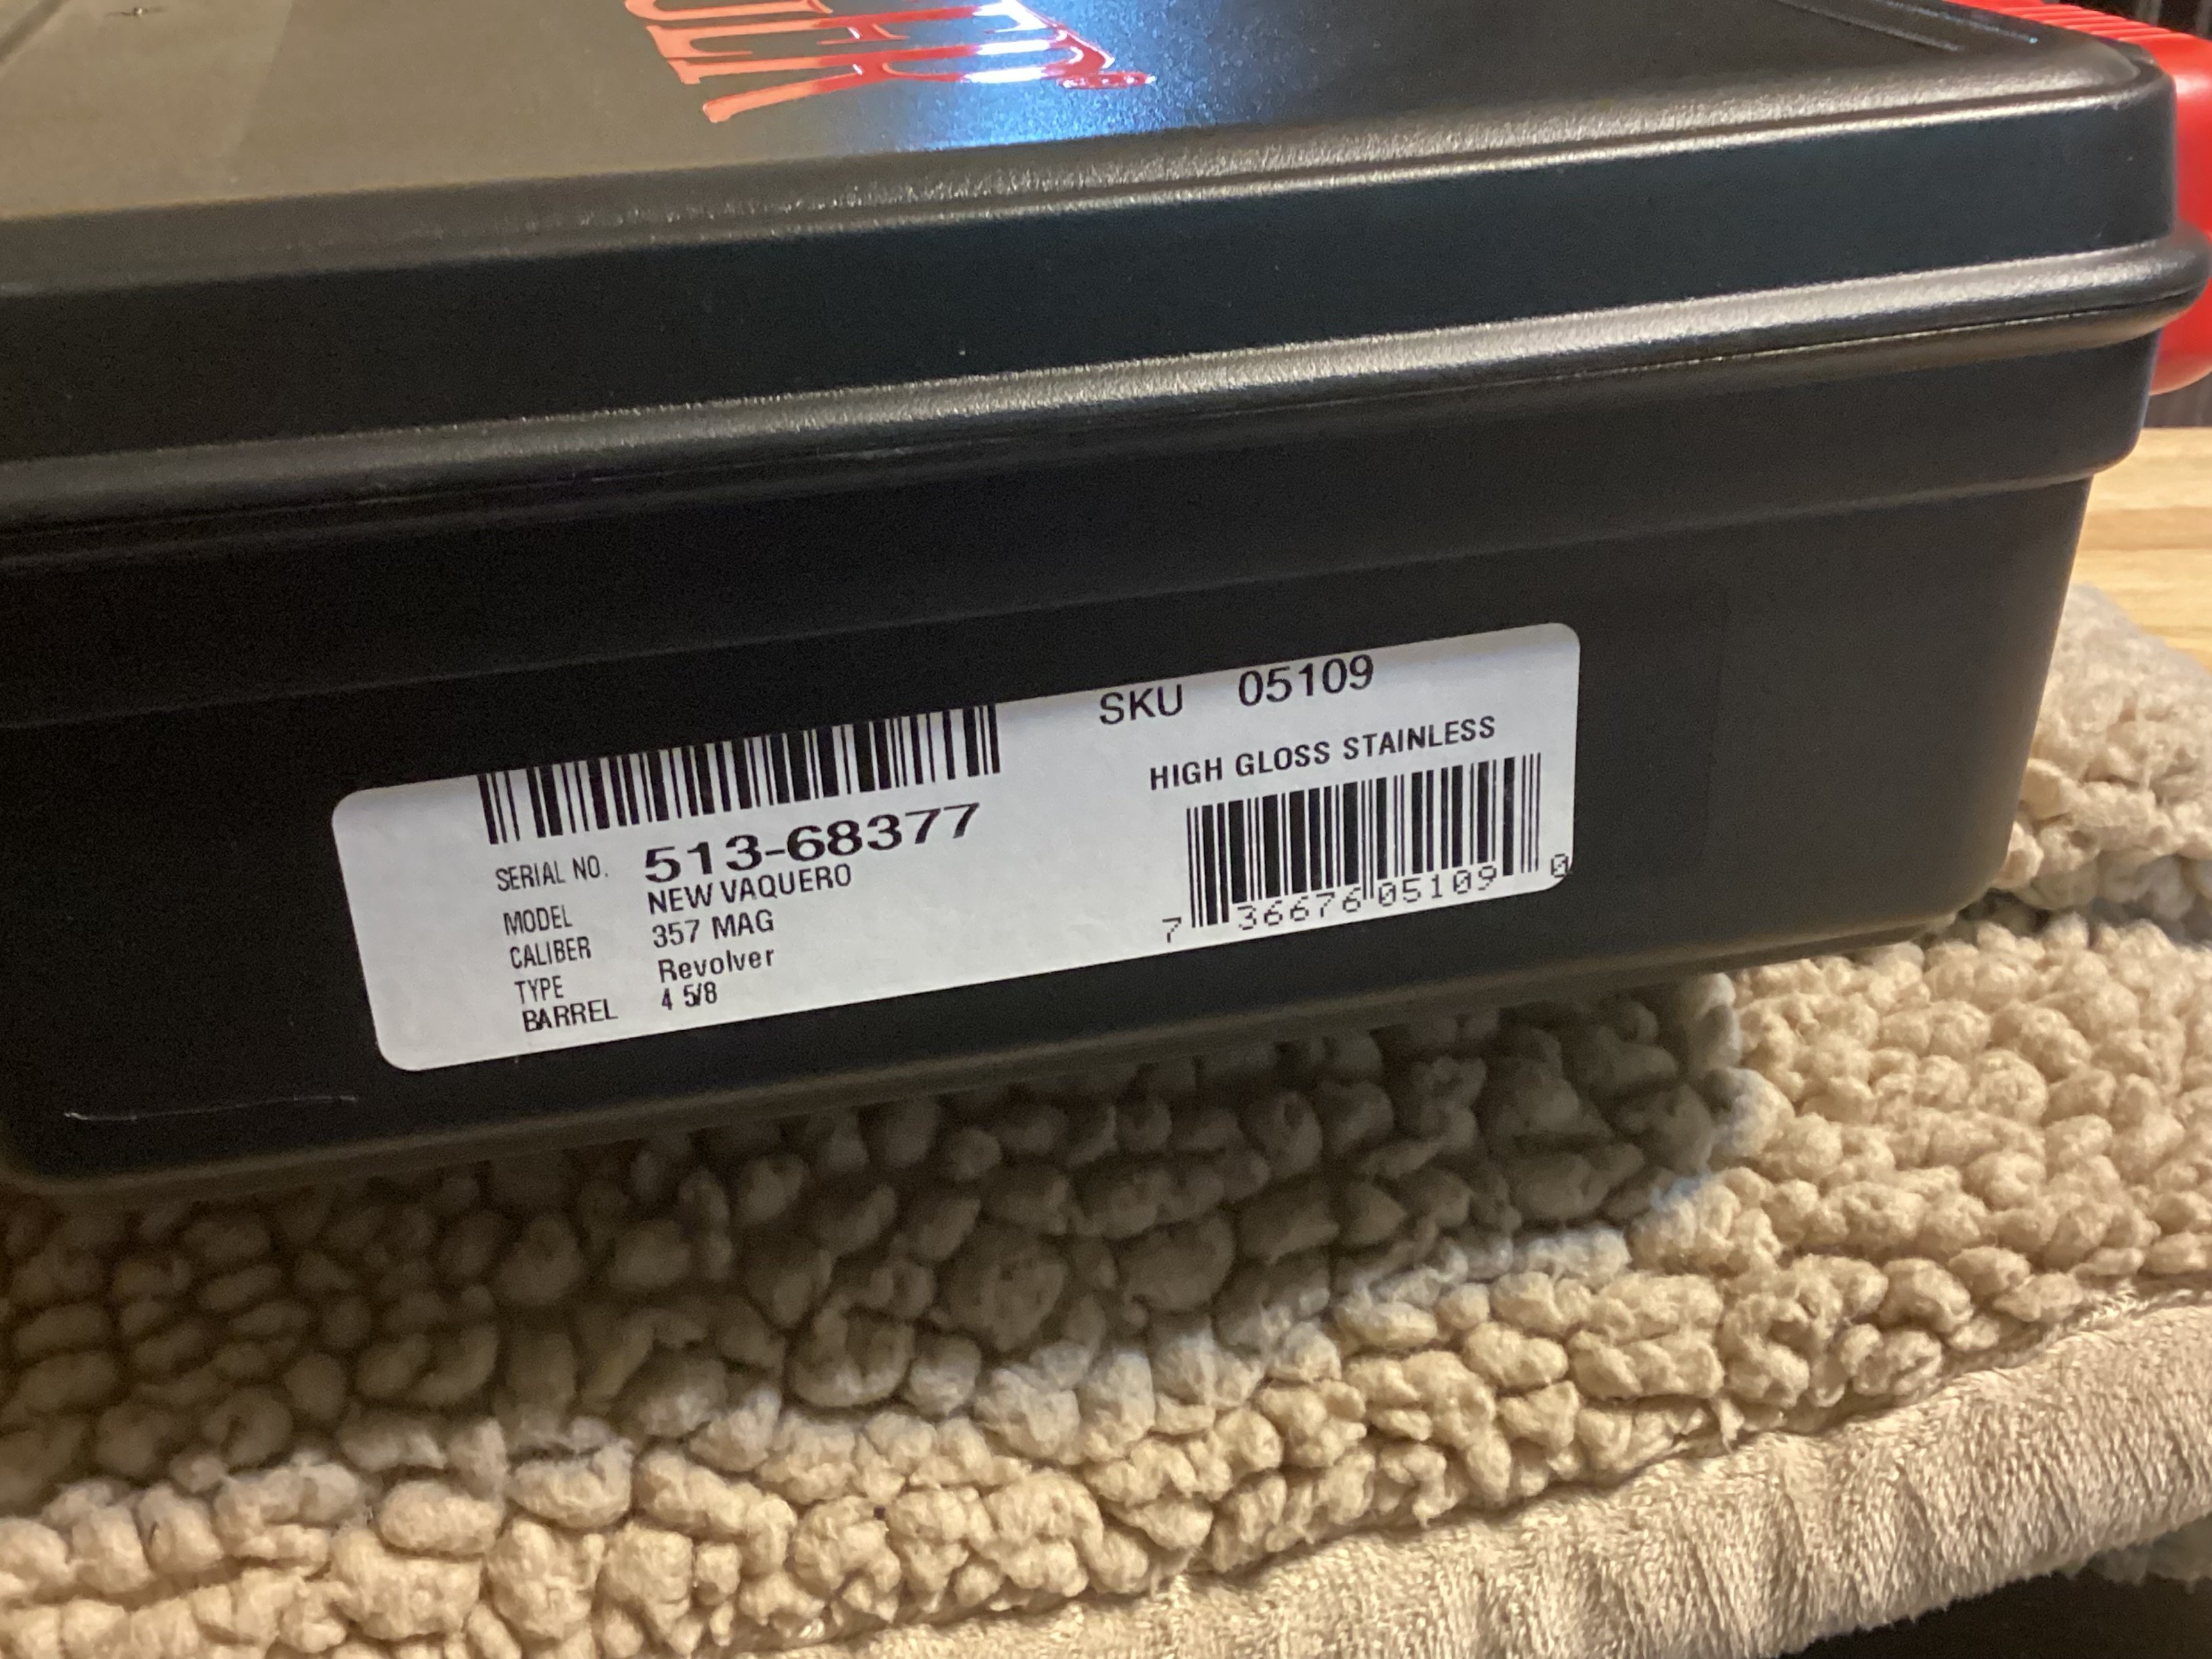 SKU 05109
HIGH GLOSS STAINLESS
SERIAL NO. 513-68377
MODEL NEW VAQUERO
CALIBER 357 MAG
TYPE Revolver
BARREL 4 5/8
7 36676 05109 0